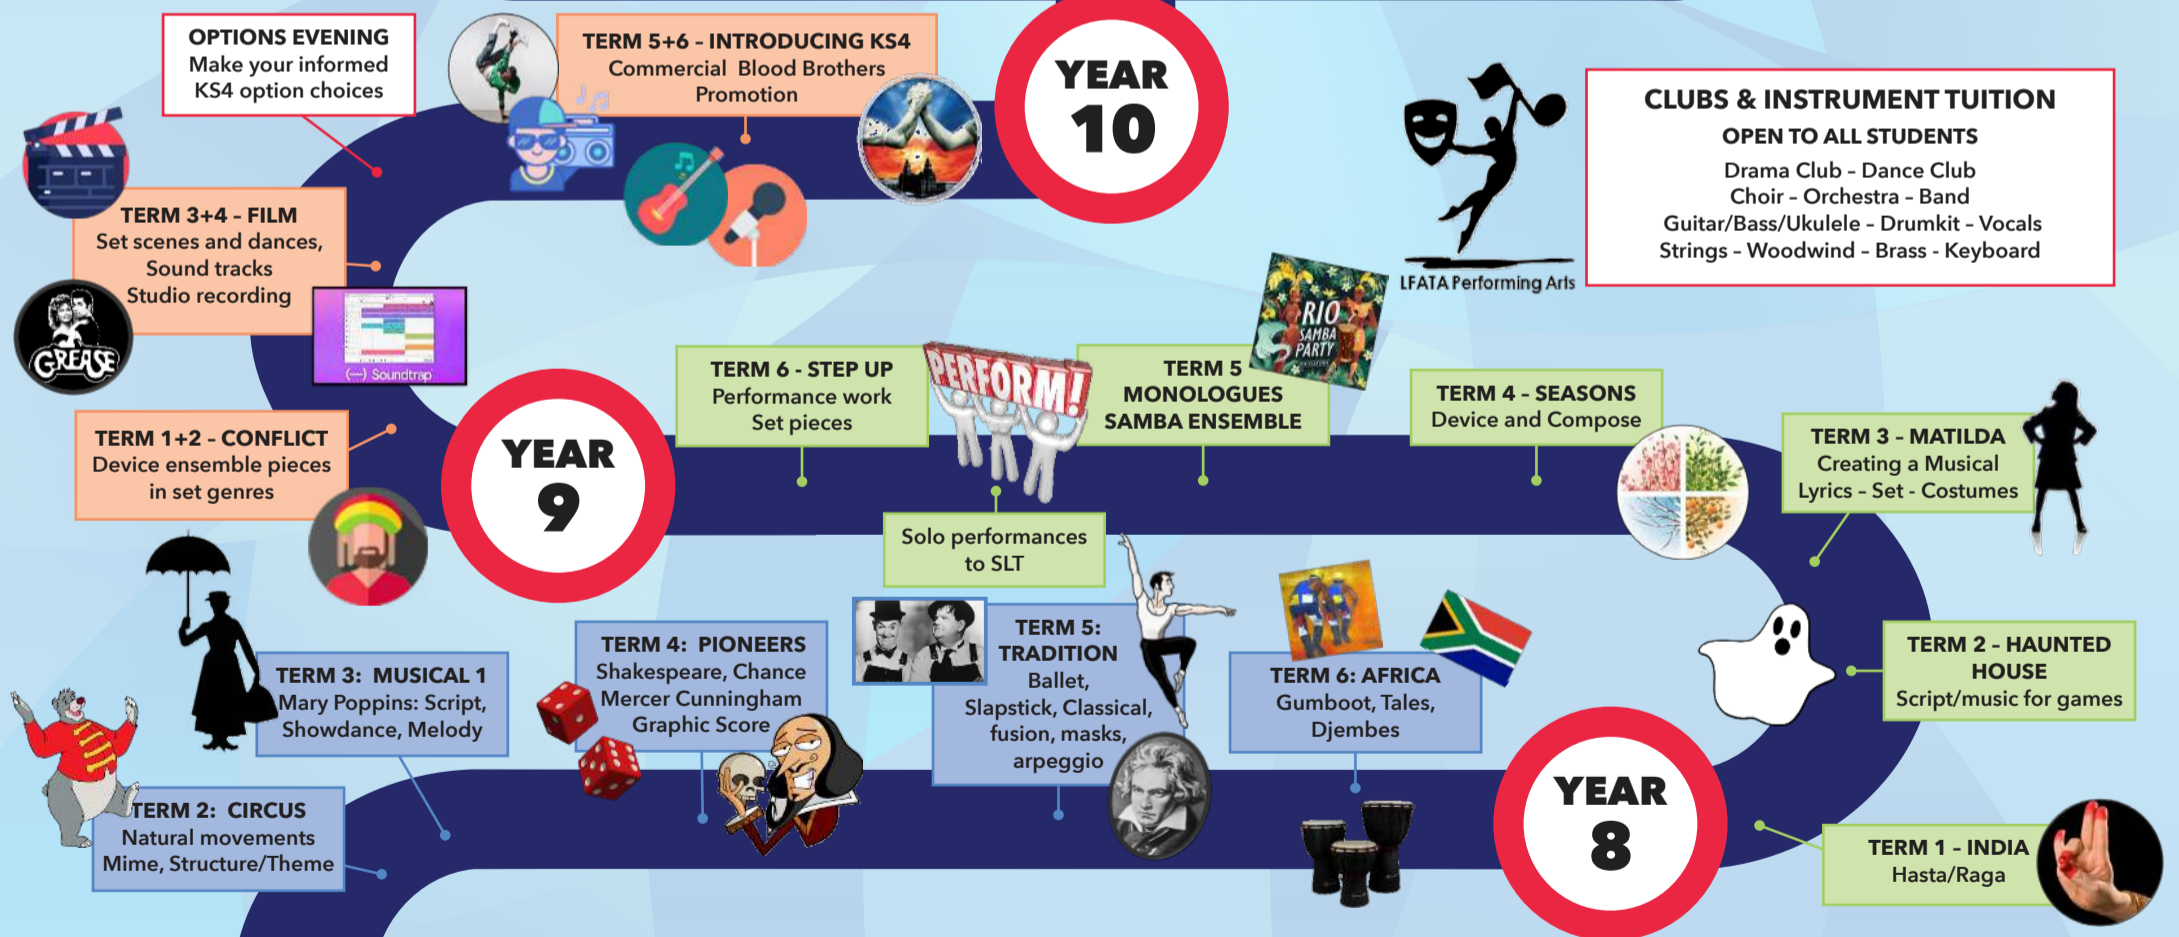 OPTIONS EVENING
Make your informed
KS4 option choices
TERM 5+6 – INTRODUCING KS4
Commercial Blood Brothers
Promotion
YEAR
10
CLUBS & INSTRUMENT TUITION
OPEN TO ALL STUDENTS
Drama Club – Dance Club
Choir – Orchestra – Band
Guitar/Bass/Ukulele – Drumkit – Vocals
Strings – Woodwind – Brass - Keyboard
LFATA Performing Arts
TERM 3+4 – FILM
Set scenes and dances,
Sound tracks
Studio recording
GREASE
(—) Soundtrap
RIO
SAMBA
PARTY
TERM 6 - STEP UP
Performance work
Set pieces
PERFORM!
TERM 5
MONOLOGUES
SAMBA ENSEMBLE
TERM 4 – SEASONS
Device and Compose
TERM 3 – MATILDA
Creating a Musical
Lyrics – Set - Costumes
TERM 1+2 – CONFLICT
Device ensemble pieces
in set genres
YEAR
9
Solo performances
to SLT
TERM 2 – HAUNTED
HOUSE
Script/music for games
TERM 3: MUSICAL 1
Mary Poppins: Script,
Showdance, Melody
TERM 4: PIONEERS
Shakespeare, Chance
Mercer Cunningham
Graphic Score
TERM 5:
TRADITION
Ballet,
Slapstick, Classical,
fusion, masks,
arpeggio
TERM 6: AFRICA
Gumboot, Tales,
Djembes
YEAR
8
TERM 2: CIRCUS
Natural movements
Mime, Structure/Theme
TERM 1 – INDIA
Hasta/Raga